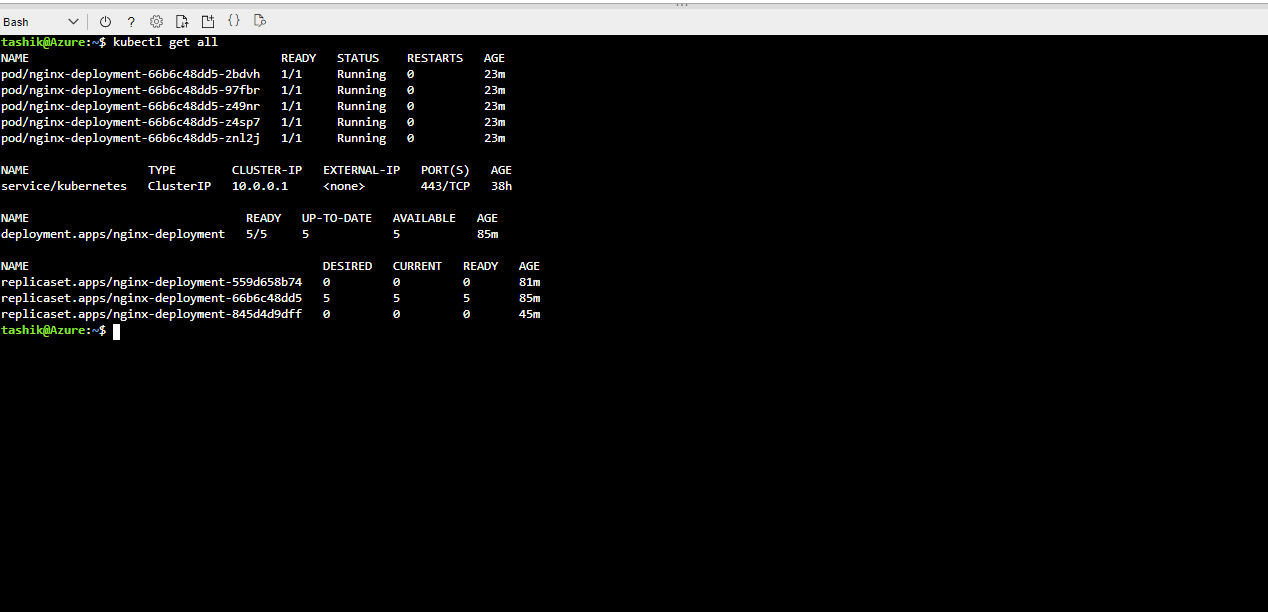 Bash
tashik@Azure:~$ kubectl get all
NAME READY STATUS RESTARTS AGE
pod/nginx-deployment-66b6c48dd5-2bdvh 1/1 Running 0 23m
pod/nginx-deployment-66b6c48dd5-97fbr 1/1 Running 0 23m
pod/nginx-deployment-66b6c48dd5-z49nr 1/1 Running 0 23m
pod/nginx-deployment-66b6c48dd5-z4sp7 1/1 Running 0 23m
pod/nginx-deployment-66b6c48dd5-znl2j 1/1 Running 0 23m
NAME TYPE CLUSTER-IP EXTERNAL-IP PORT(S) AGE
service/kubernetes ClusterIP 10.0.0.1 <none> 443/TCP 38h
NAME READY UP-TO-DATE AVAILABLE AGE
deployment.apps/nginx-deployment 5/5 5 5 85m
NAME DESIRED CURRENT READY AGE
replicaset.apps/nginx-deployment-559d658b74 0 0 0 81m
replicaset.apps/nginx-deployment-66b6c48dd5 5 5 5 85m
replicaset.apps/nginx-deployment-845d4d9dff 0 0 0 45m
tashik@Azure:~$